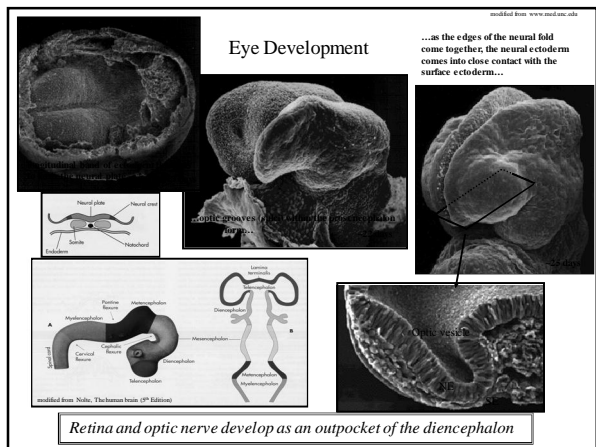 modified from www.med.unc.edu
Eye Development
…as the edges of the neural fold
come together, the neural ectoderm
comes into close contact with the
surface ectoderm…
optic grooves
form…
Neural plate
Neural crest
Somite
Endoderm
Notochord
Optic vesicle
NE
Pontine
flexure
Metencephalon
Myelencephalon
A
Cephalic
flexure
Cervical
flexure
Spinal cord
Diencephalon
Telencephalon
Lamina
terminalis
Telencephalon
Diencephalon
Mesencephalon
B
Metencephalon
Myelencephalon
modified from Nolte, The human brain (5th Edition)
Retina and optic nerve develop as an outpocket of the diencephalon